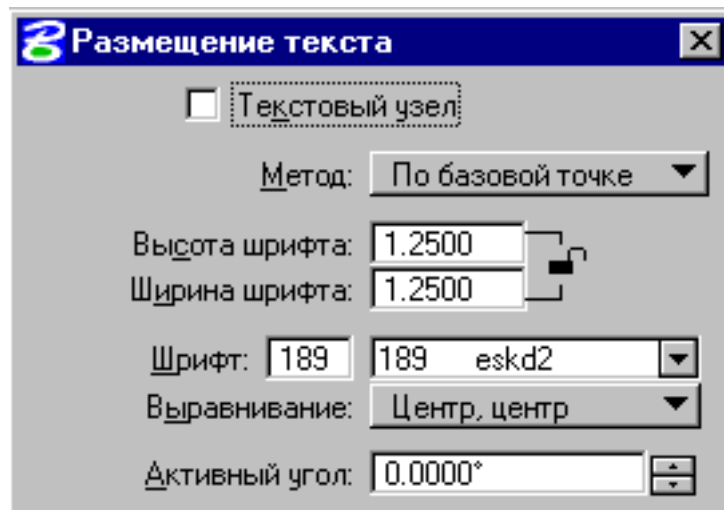 Размещение текста
Текстовый узел
Метод: По базовой точке
Высота шрифта: 1.2500
Ширина шрифта: 1.2500
Шрифт: 189 189 eskd2
Выравнивание: Центр, центр
Активный угол: 0.0000°